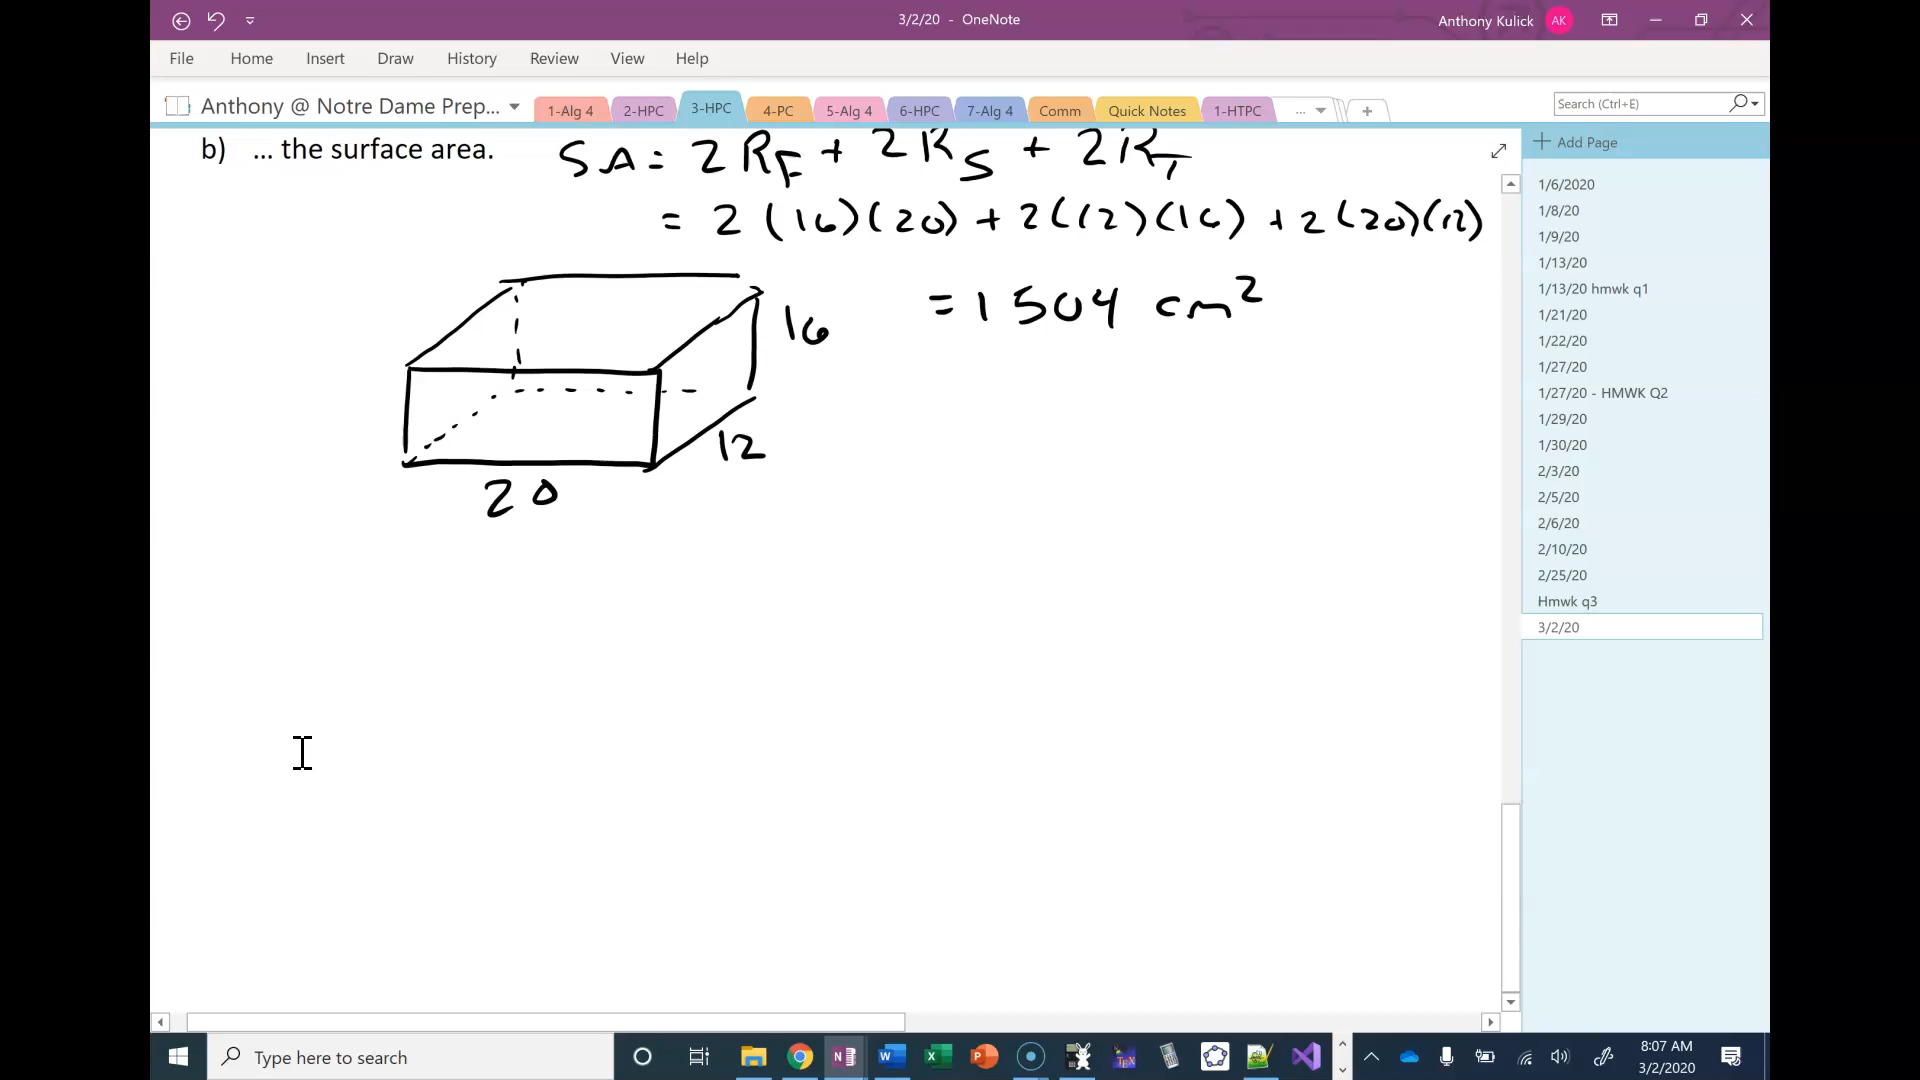 3/2/20 - OneNote
Anthony Kulick AK
File Home Insert Draw History Review View Help
Anthony @ Notre Dame Prep... 1-Alg 4 2-HPC 3-HPC 4-PC 5-Alg 4 6-HPC 7-Alg 4 Comm Quick Notes 1-HTPC ... +
Search (Ctrl+E)
Add Page
b) ... the surface area. SA = 2R_F + 2R_S + 2R_T
= 2(16)(20) + 2(12)(16) + 2(20)(12)
= 1504 cm²
16
12
20
1/6/2020
1/8/20
1/9/20
1/13/20
1/13/20 hmwk q1
1/21/20
1/22/20
1/27/20
1/27/20 - HMWK Q2
1/29/20
1/30/20
2/3/20
2/5/20
2/6/20
2/10/20
2/25/20
Hmwk q3
3/2/20
Type here to search
8:07 AM
3/2/2020